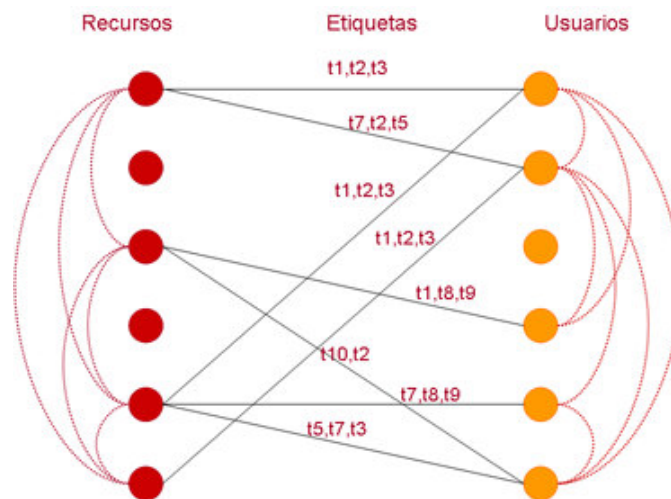 Recursos Etiquetas Usuarios
t1,t2,t3
t7,t2,t5
t1,t2,t3
t1,t2,t3
t1,t8,t9
t10,t2
t7,t8,t9
t5,t7,t3